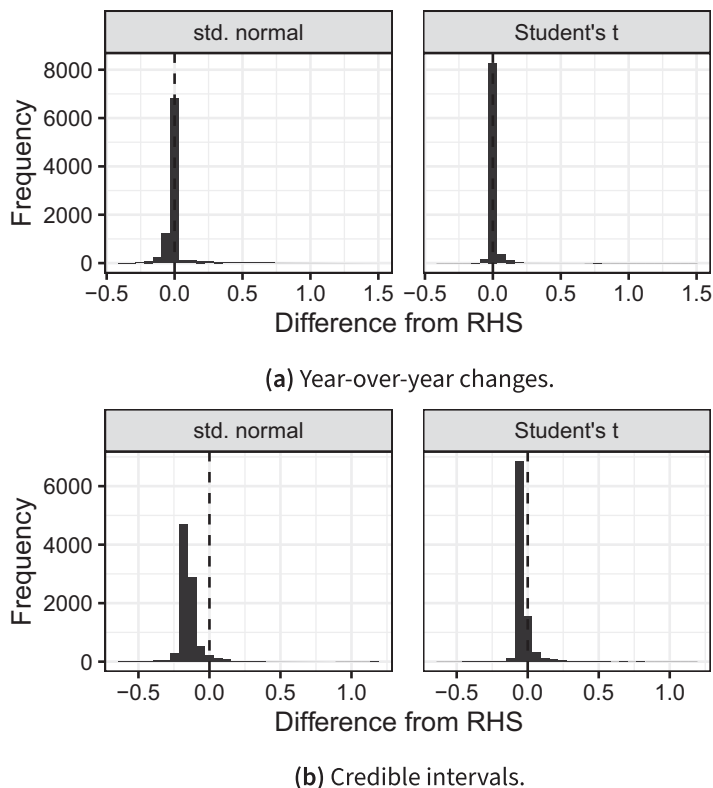 std. normal Student's t
Frequency
8000
6000
4000
2000
0
−0.5 0.0 0.5 1.0 1.5 −0.5 0.0 0.5 1.0 1.5
Difference from RHS
(a) Year-over-year changes.
std. normal Student's t
Frequency
6000
4000
2000
0
−0.5 0.0 0.5 1.0 −0.5 0.0 0.5 1.0
Difference from RHS
(b) Credible intervals.